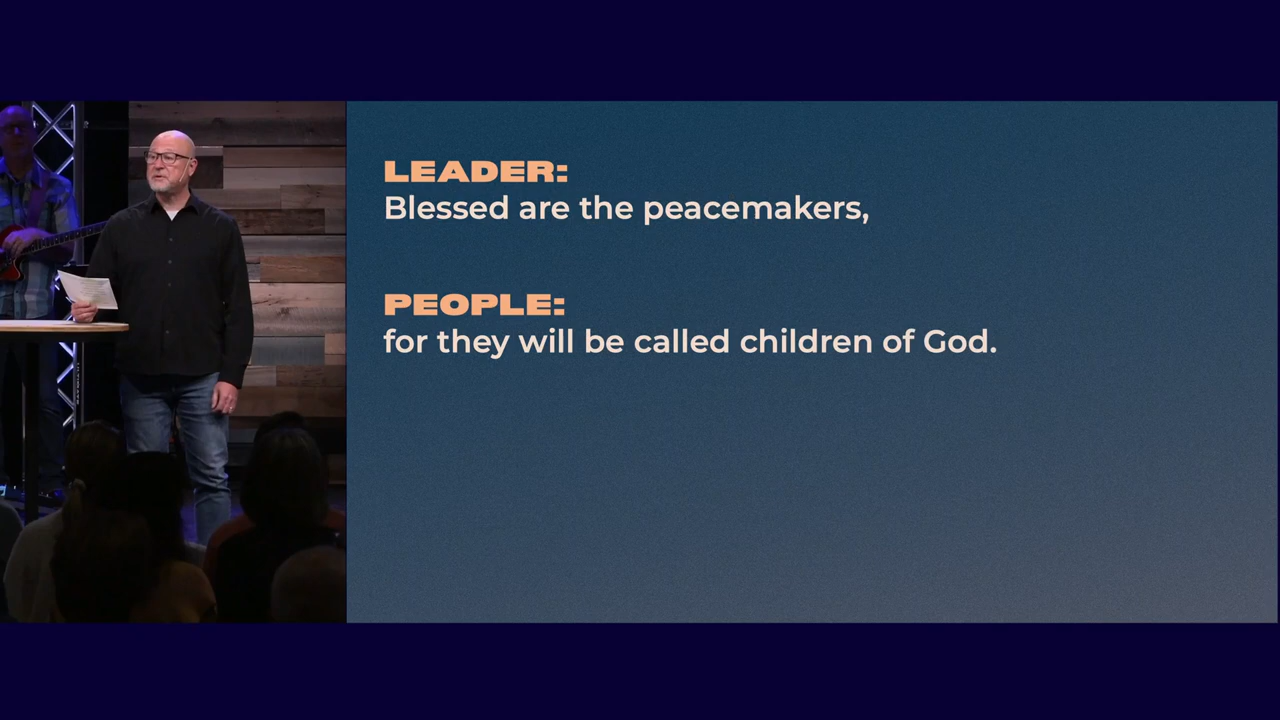 LEADER:
Blessed are the peacemakers,
PEOPLE:
for they will be called children of God.